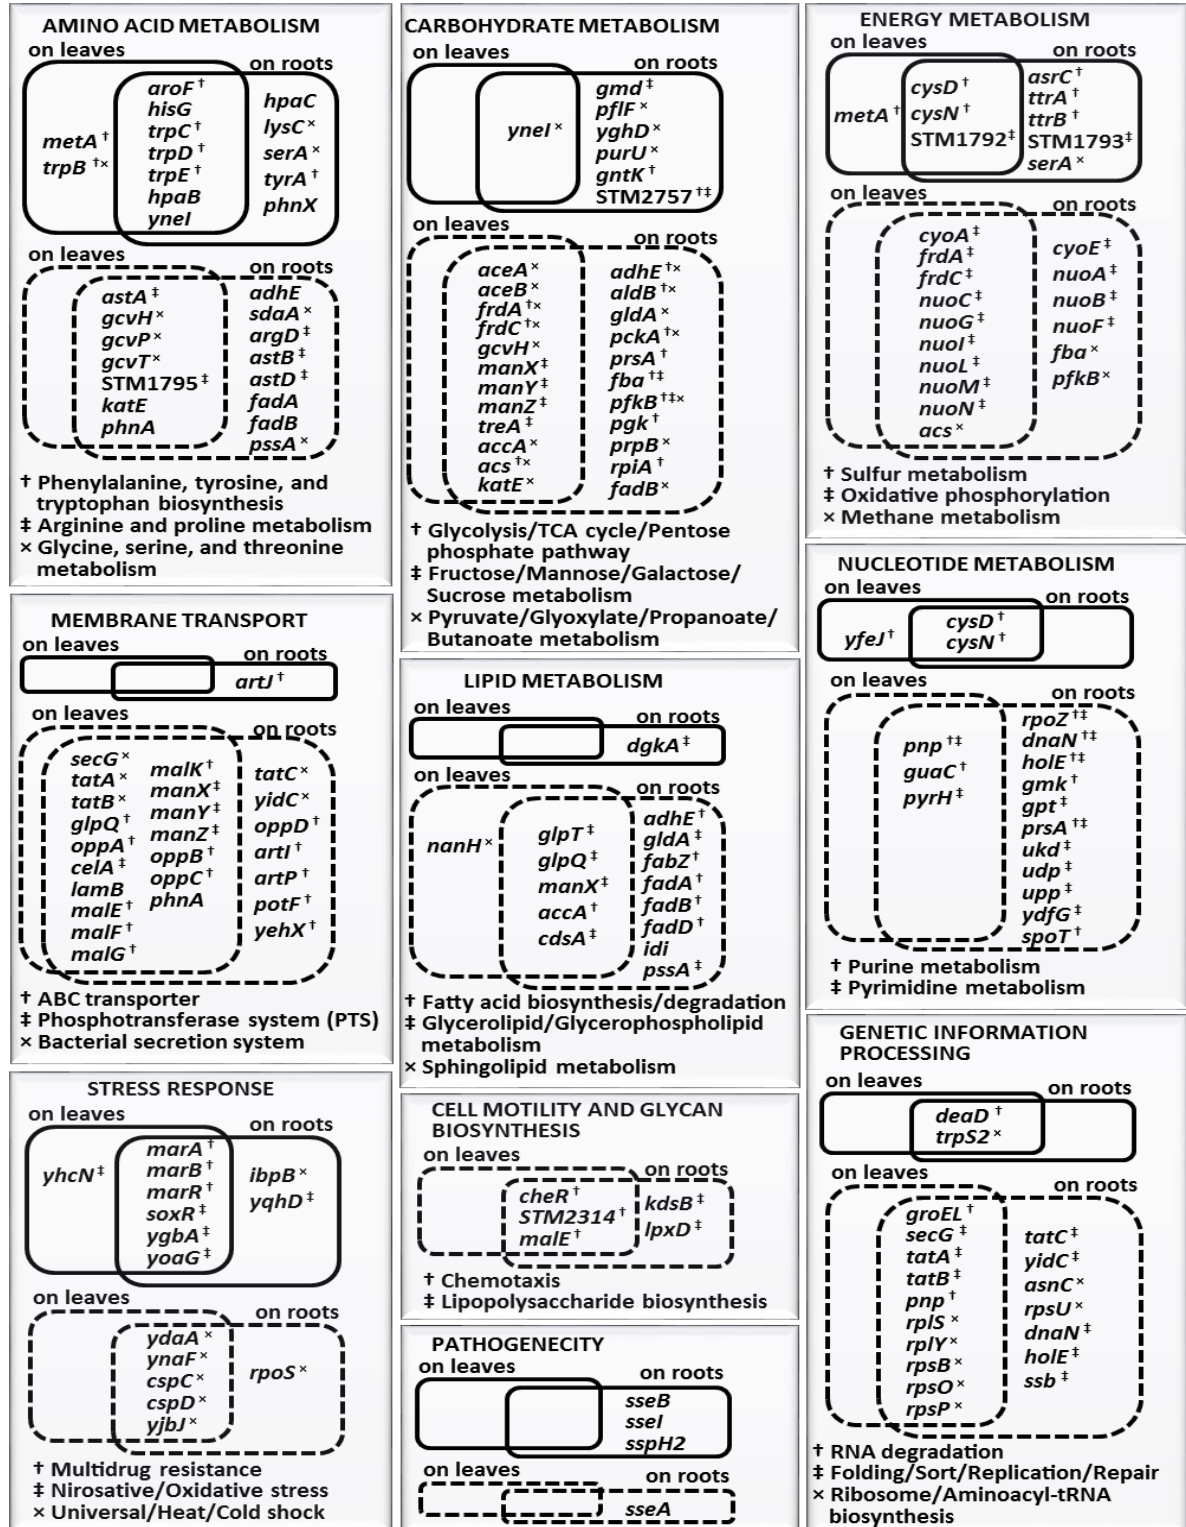 AMINO ACID METABOLISM
on leaves
on roots
metA †
trpB †×
aroF †
hisG
trpC †
trpD †
trpE †
hpaB
yneI
hpaC
lysC ×
serA ×
tyrA †
phnX
on leaves
on roots
astA ‡
gcvH ×
gcvP ×
gcvT ×
STM1795 ‡
katE
phnA
adhE
sdaA ×
argD ‡
astB ‡
astD ‡
fadA
fadB
pssA ×
† Phenylalanine, tyrosine, and
tryptophan biosynthesis
‡ Arginine and proline metabolism
× Glycine, serine, and threonine
metabolism
MEMBRANE TRANSPORT
on leaves
on roots
artJ †
on leaves
on roots
secG ×
tatA ×
tatB ×
glpQ †
oppA †
celA ‡
lamB
malE †
malF †
malG †
malK †
manX ‡
manY ‡
manZ ‡
oppB †
oppC †
phnA
tatC ×
yidC ×
oppD †
artI †
artP †
potF †
yehX †
† ABC transporter
‡ Phosphotransferase system (PTS)
× Bacterial secretion system
STRESS RESPONSE
on leaves
on roots
yhcN ‡
marA †
marB †
marR †
soxR ‡
ygbA ‡
yoaG ‡
ibpB ×
yqhD ‡
on leaves
on roots
ydaA ×
ynaF ×
cspC ×
cspD ×
yjbJ ×
rpoS ×
† Multidrug resistance
‡ Nirosative/Oxidative stress
× Universal/Heat/Cold shock
CARBOHYDRATE METABOLISM
on leaves
on roots
yneI ×
gmd ‡
pflF ×
yghD ×
purU ×
gntK †
STM2757 †‡
on leaves
on roots
aceA ×
aceB ×
frdA †×
frdC †×
gcvH ×
manX ‡
manY ‡
manZ ‡
treA ‡
accA ×
acs †×
katE ×
adhE †×
aldB †×
gldA ×
pckA †×
prsA †
fba †‡
pfkB †‡×
pgk †
prpB ×
rpiA †
fadB ×
† Glycolysis/TCA cycle/Pentose
phosphate pathway
‡ Fructose/Mannose/Galactose/
Sucrose metabolism
× Pyruvate/Glyoxylate/Propanoate/
Butanoate metabolism
LIPID METABOLISM
on leaves
on roots
dgkA ‡
on leaves
on roots
nanH ×
glpT ‡
glpQ ‡
manX ‡
accA †
cdsA ‡
adhE †
gldA ‡
fabZ †
fadA †
fadB †
fadD †
idi
pssA ‡
† Fatty acid biosynthesis/degradation
‡ Glycerolipid/Glycerophospholipid
metabolism
× Sphingolipid metabolism
CELL MOTILITY AND GLYCAN
BIOSYNTHESIS
on leaves
on roots
cheR †
STM2314 †
malE †
kdsB ‡
lpxD ‡
† Chemotaxis
‡ Lipopolysaccharide biosynthesis
PATHOGENECITY
on leaves
on roots
sseB
sseI
sspH2
on leaves
on roots
sseA
ENERGY METABOLISM
on leaves
on roots
metA †
cysD †
cysN †
STM1792 ‡
asrC †
ttrA †
ttrB †
STM1793 ‡
serA ×
on leaves
on roots
cyoA ‡
frdA ‡
frdC ‡
nuoC ‡
nuoG ‡
nuoI ‡
nuoL ‡
nuoM ‡
nuoN ‡
acs ×
cyoE ‡
nuoA ‡
nuoB ‡
nuoF ‡
fba ×
pfkB ×
† Sulfur metabolism
‡ Oxidative phosphorylation
× Methane metabolism
NUCLEOTIDE METABOLISM
on leaves
on roots
yfeJ †
cysD †
cysN †
on leaves
on roots
pnp †‡
guaC †
pyrH ‡
rpoZ †‡
dnaN †‡
holE †‡
gmk †
gpt ‡
prsA †‡
ukd ‡
udp ‡
upp ‡
ydfG ‡
spoT †
† Purine metabolism
‡ Pyrimidine metabolism
GENETIC INFORMATION
PROCESSING
on leaves
on roots
deaD †
trpS2 ×
on leaves
on roots
groEL †
secG ‡
tatA ‡
tatB ‡
pnp †
rplS ×
rplY ×
rpsB ×
rpsO ×
rpsP ×
tatC ‡
yidC ‡
asnC ×
rpsU ×
dnaN ‡
holE ‡
ssb ‡
† RNA degradation
‡ Folding/Sort/Replication/Repair
× Ribosome/Aminoacyl-tRNA
biosynthesis